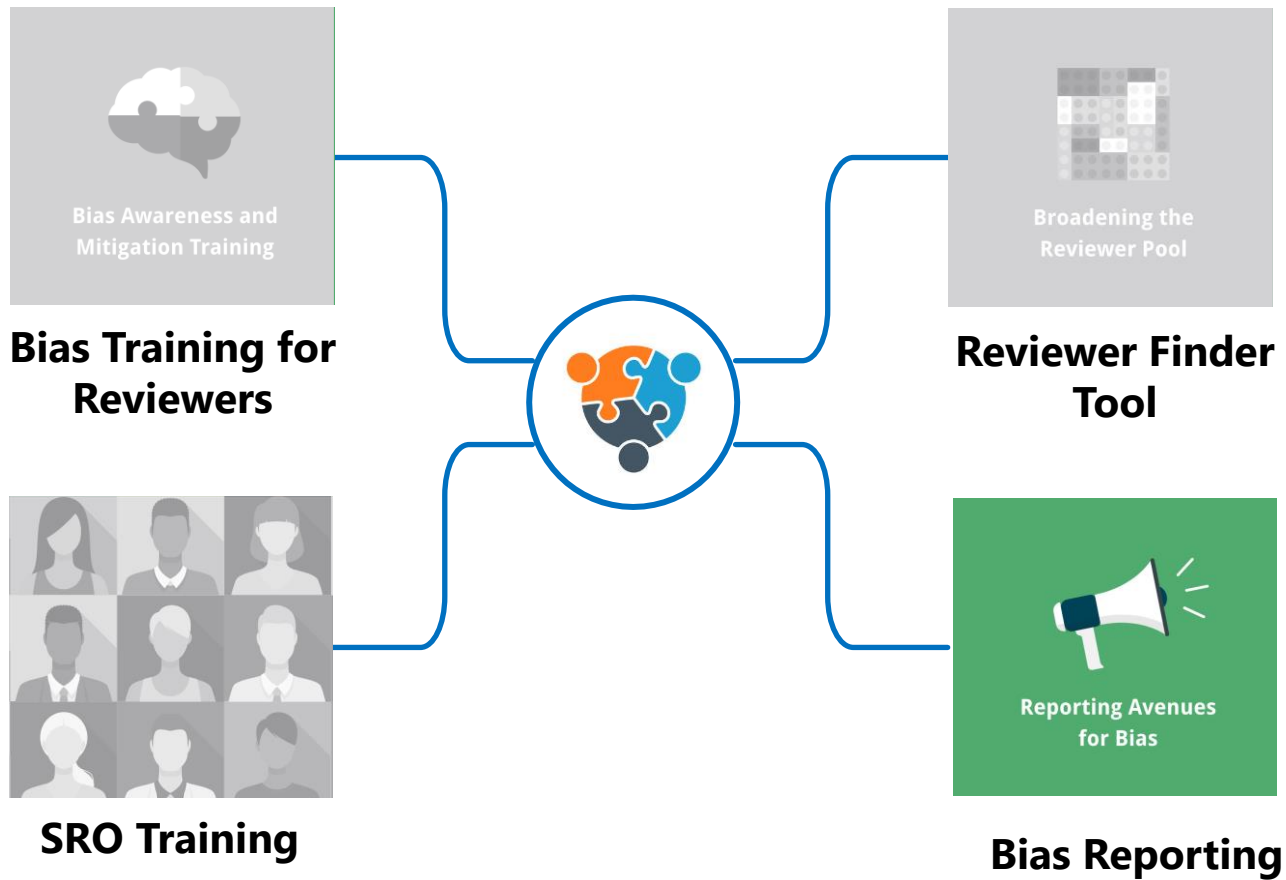 Bias Awareness and
Mitigation Training
Bias Training for
Reviewers
Broadening the
Reviewer Pool
Reviewer Finder
Tool
SRO Training
Reporting Avenues
for Bias
Bias Reporting